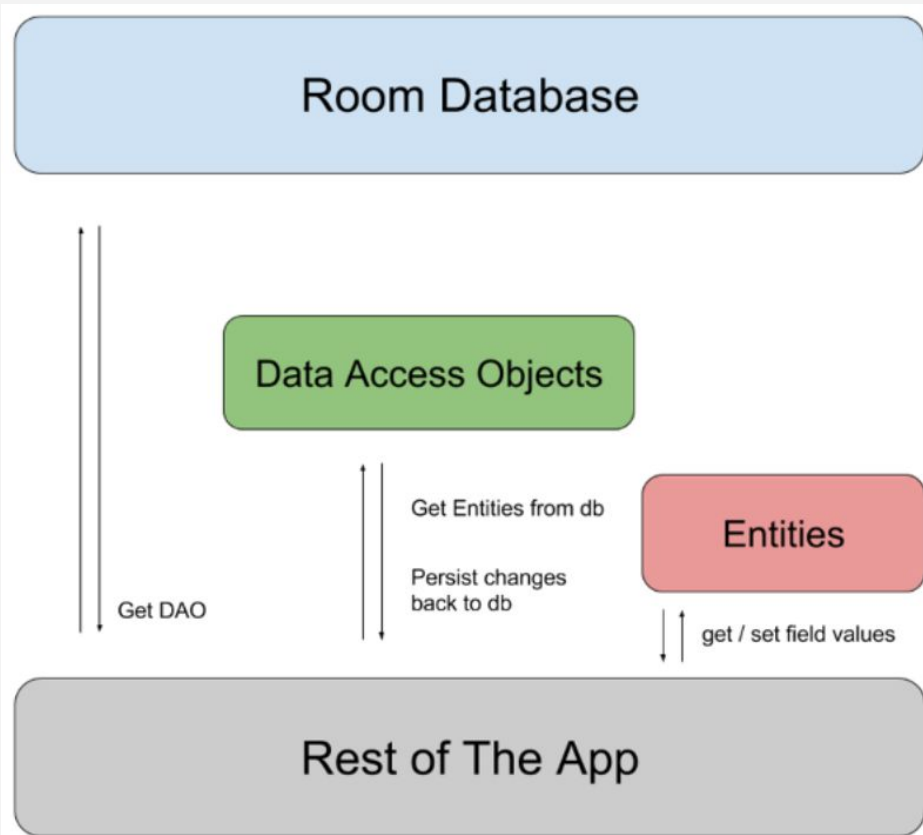 Room Database
Data Access Objects
Get Entities from db
Entities
Persist changes
back to db
Get DAO
get / set field values
Rest of The App